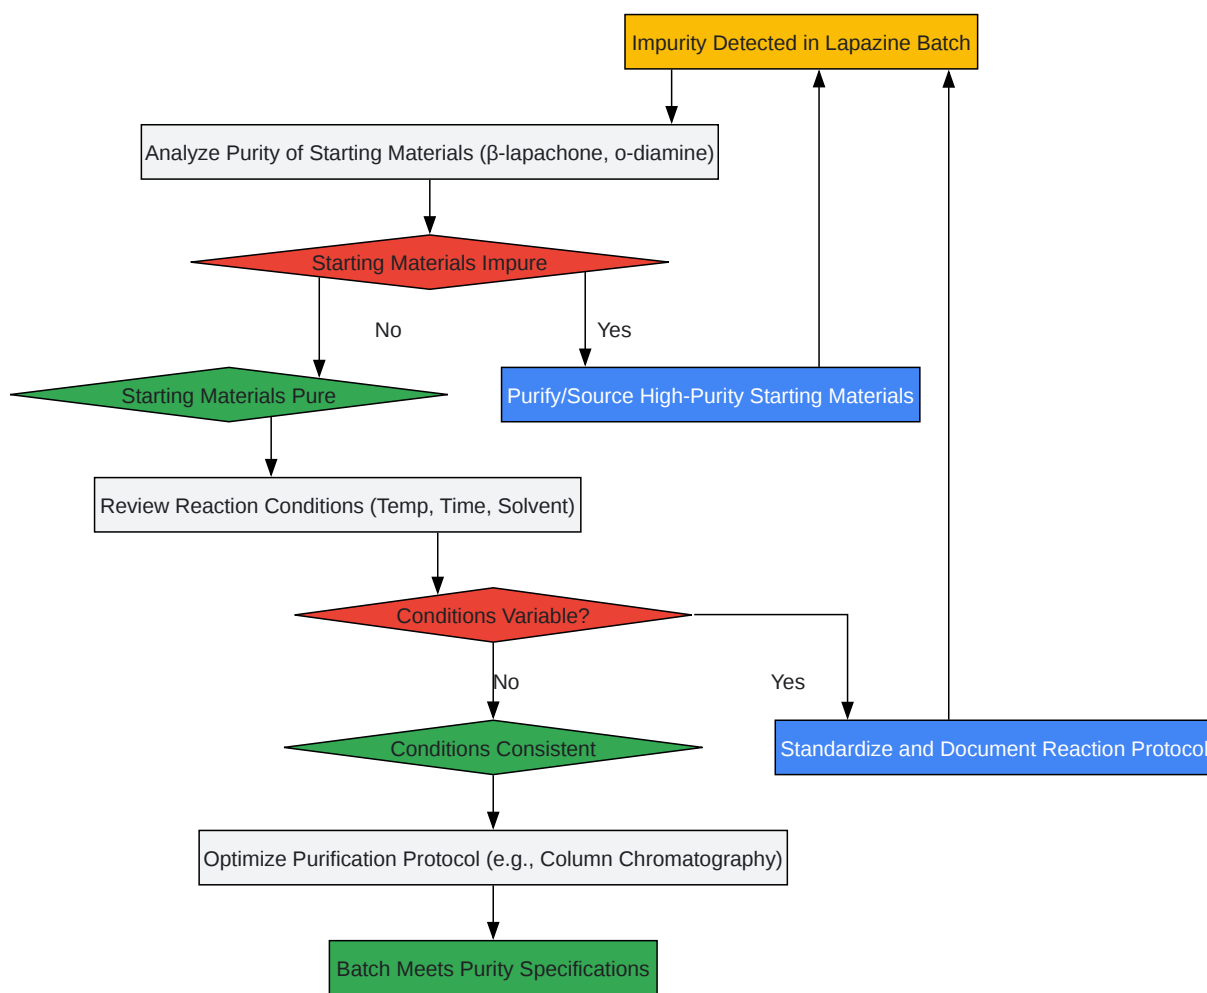 Impurity Detected in Lapazine Batch
Analyze Purity of Starting Materials (β-lapachone, o-diamine)
Starting Materials Impure
No
Yes
Starting Materials Pure
Purify/Source High-Purity Starting Materials
Review Reaction Conditions (Temp, Time, Solvent)
Conditions Variable?
No
Yes
Conditions Consistent
Standardize and Document Reaction Protocol
Optimize Purification Protocol (e.g., Column Chromatography)
Batch Meets Purity Specifications